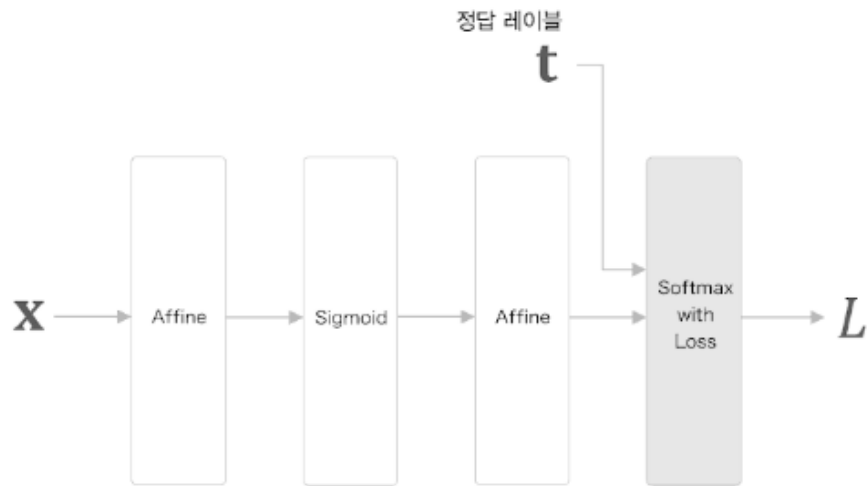 정답 레이블
t
x
Affine
Sigmoid
Affine
Softmax
with
Loss
L